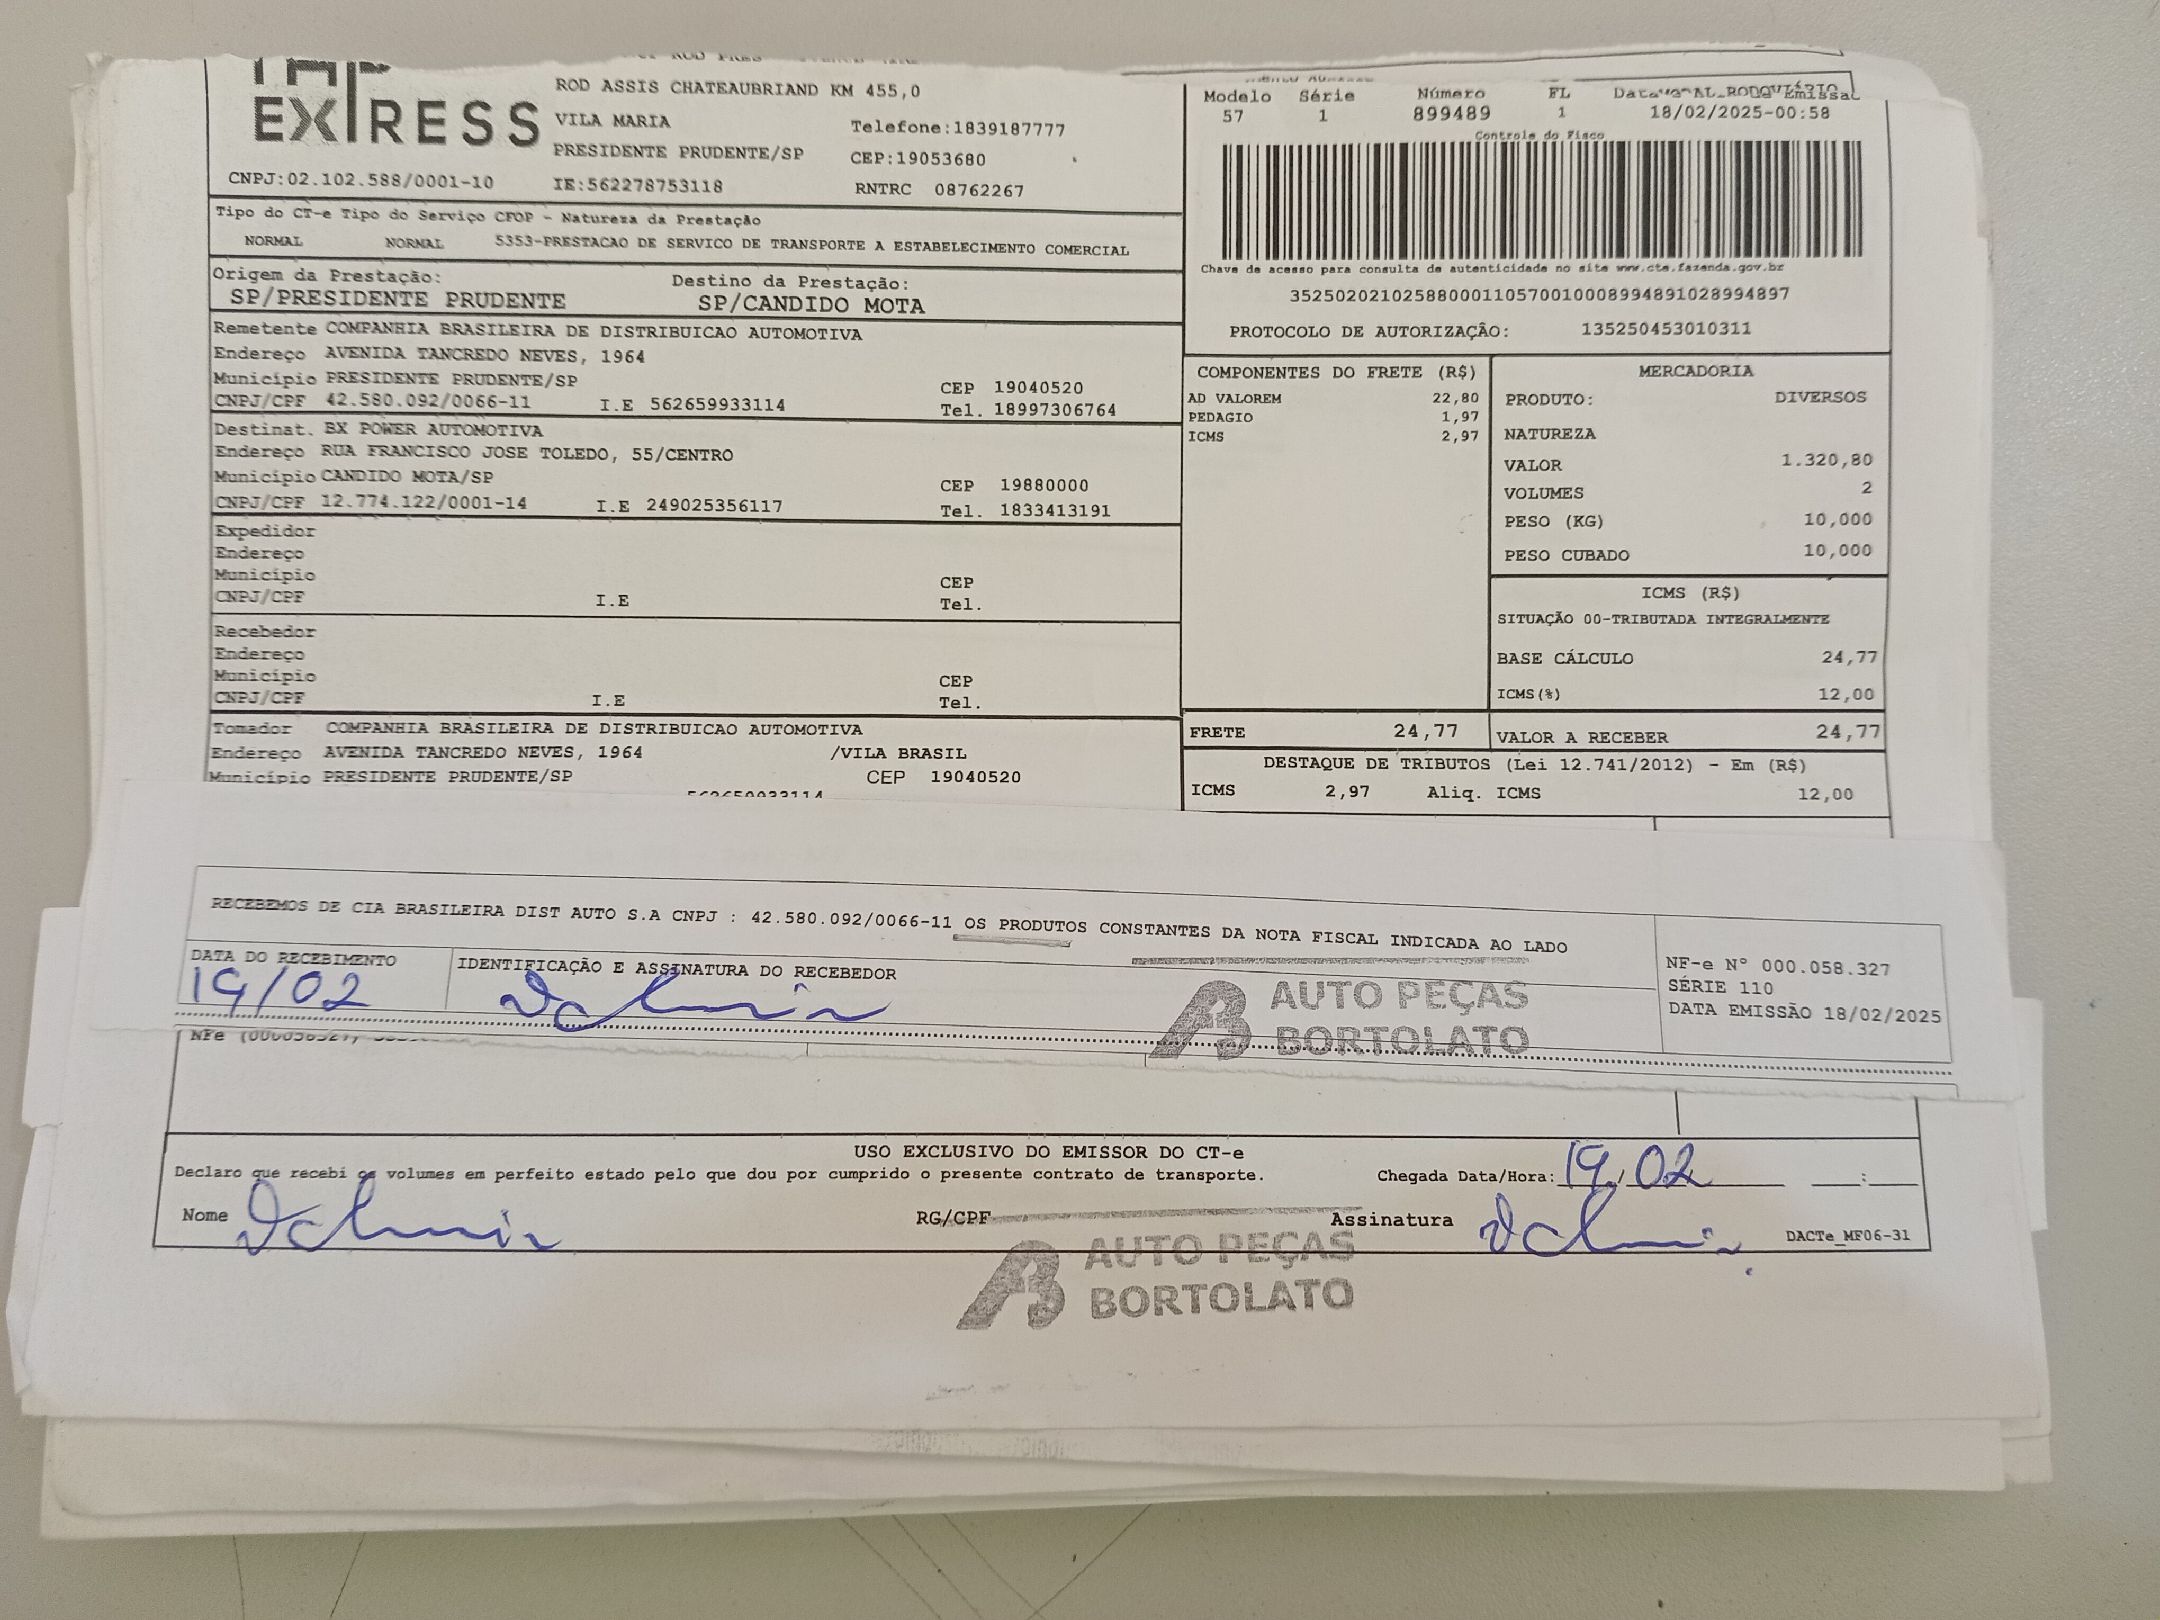 EXPRESS
ROD ASSIS CHATEAUBRIAND KM 455,0
VILA MARIA
Telefone:1839187777
PRESIDENTE PRUDENTE/SP
CEP:19053680
CNPJ:02.102.588/0001-10
IE:562278753118
RNTRC 08762267
Modelo Série Número FL
57 1 899489 1 18/02/2025-00:58
Controle do Fisco
Chave de acesso para consulta de autenticidade no site www.cte.fazenda.gov.br
35250202102588000110570010008994891028994897
PROTOCOLO DE AUTORIZAÇÃO: 135250453010311
Tipo do CT-e Tipo do Serviço CFOP - Natureza da Prestação
NORMAL NORMAL 5353-PRESTACAO DE SERVICO DE TRANSPORTE A ESTABELECIMENTO COMERCIAL
Origem da Prestação: Destino da Prestação:
SP/PRESIDENTE PRUDENTE SP/CANDIDO MOTA
Remetente COMPANHIA BRASILEIRA DE DISTRIBUICAO AUTOMOTIVA
Endereço AVENIDA TANCREDO NEVES, 1964
Município PRESIDENTE PRUDENTE/SP CEP 19040520
CNPJ/CPF 42.580.092/0066-11 I.E 562659933114 Tel. 18997306764
Destinat. BX POWER AUTOMOTIVA
Endereço RUA FRANCISCO JOSE TOLEDO, 55/CENTRO
Município CANDIDO MOTA/SP CEP 19880000
CNPJ/CPF 12.774.122/0001-14 I.E 249025356117 Tel. 1833413191
Expedidor
Endereço
Município CEP
CNPJ/CPF I.E Tel.
Recebedor
Endereço
Município CEP
CNPJ/CPF I.E Tel.
Tomador COMPANHIA BRASILEIRA DE DISTRIBUICAO AUTOMOTIVA
Endereço AVENIDA TANCREDO NEVES, 1964 /VILA BRASIL
Município PRESIDENTE PRUDENTE/SP CEP 19040520
562659933114
COMPONENTES DO FRETE (R$)
AD VALOREM 22,80
PEDAGIO 1,97
ICMS 2,97
MERCADORIA
PRODUTO: DIVERSOS
NATUREZA
VALOR 1.320,80
VOLUMES 2
PESO (KG) 10,000
PESO CUBADO 10,000
ICMS (R$)
SITUAÇÃO 00-TRIBUTADA INTEGRALMENTE
BASE CÁLCULO 24,77
ICMS(%) 12,00
FRETE 24,77
VALOR A RECEBER 24,77
DESTAQUE DE TRIBUTOS (Lei 12.741/2012) - Em (R$)
ICMS 2,97 Aliq. ICMS 12,00
RECEBEMOS DE CIA BRASILEIRA DIST AUTO S.A CNPJ : 42.580.092/0066-11 OS PRODUTOS CONSTANTES DA NOTA FISCAL INDICADA AO LADO
DATA DO RECEBIMENTO
19/02
IDENTIFICAÇÃO E ASSINATURA DO RECEBEDOR
AUTO PEÇAS
BORTOLATO
NF-e N° 000.058.327
SÉRIE 110
DATA EMISSÃO 18/02/2025
USO EXCLUSIVO DO EMISSOR DO CT-e
Declaro que recebi os volumes em perfeito estado pelo que dou por cumprido o presente contrato de transporte.
Chegada Data/Hora: 19/02 :
Nome
RG/CPF
Assinatura
DACTe_MF06-31
AUTO PEÇAS
BORTOLATO